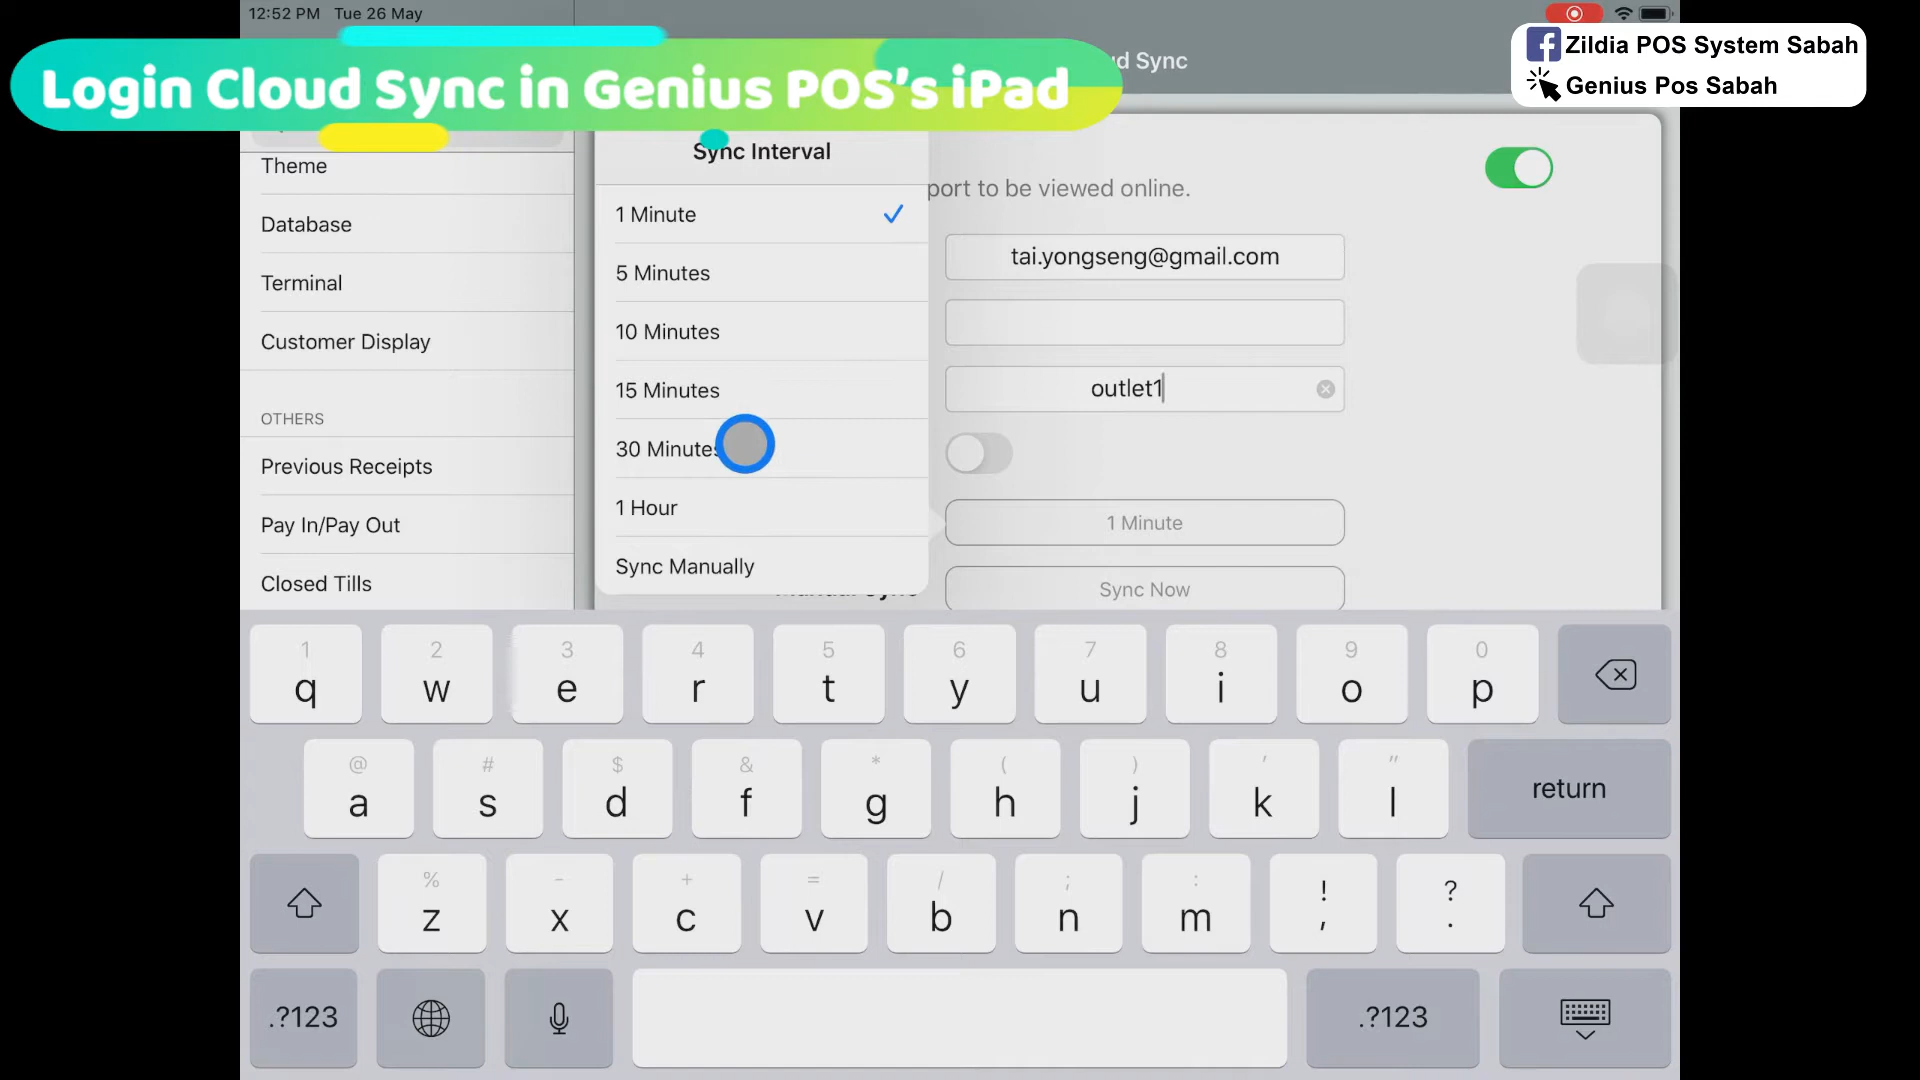 12:52 PM Tue 26 May
Login Cloud Sync in Genius POS's iPad
d Sync
Zildia POS System Sabah
Genius Pos Sabah
Theme
Database
Terminal
Customer Display
OTHERS
Previous Receipts
Pay In/Pay Out
Closed Tills
Sync Interval
1 Minute
5 Minutes
10 Minutes
15 Minutes
30 Minutes
1 Hour
Sync Manually
port to be viewed online.
tai.yongseng@gmail.com
outlet1
1 Minute
Sync Now
1 2 3 4 5 6 7 8 9 0
q w e r t y u i o p
@ # $ & * ( ) ' "
a s d f g h j k l return
% - + = / ; : ! ?
z x c v b n m , .
.?123 .?123